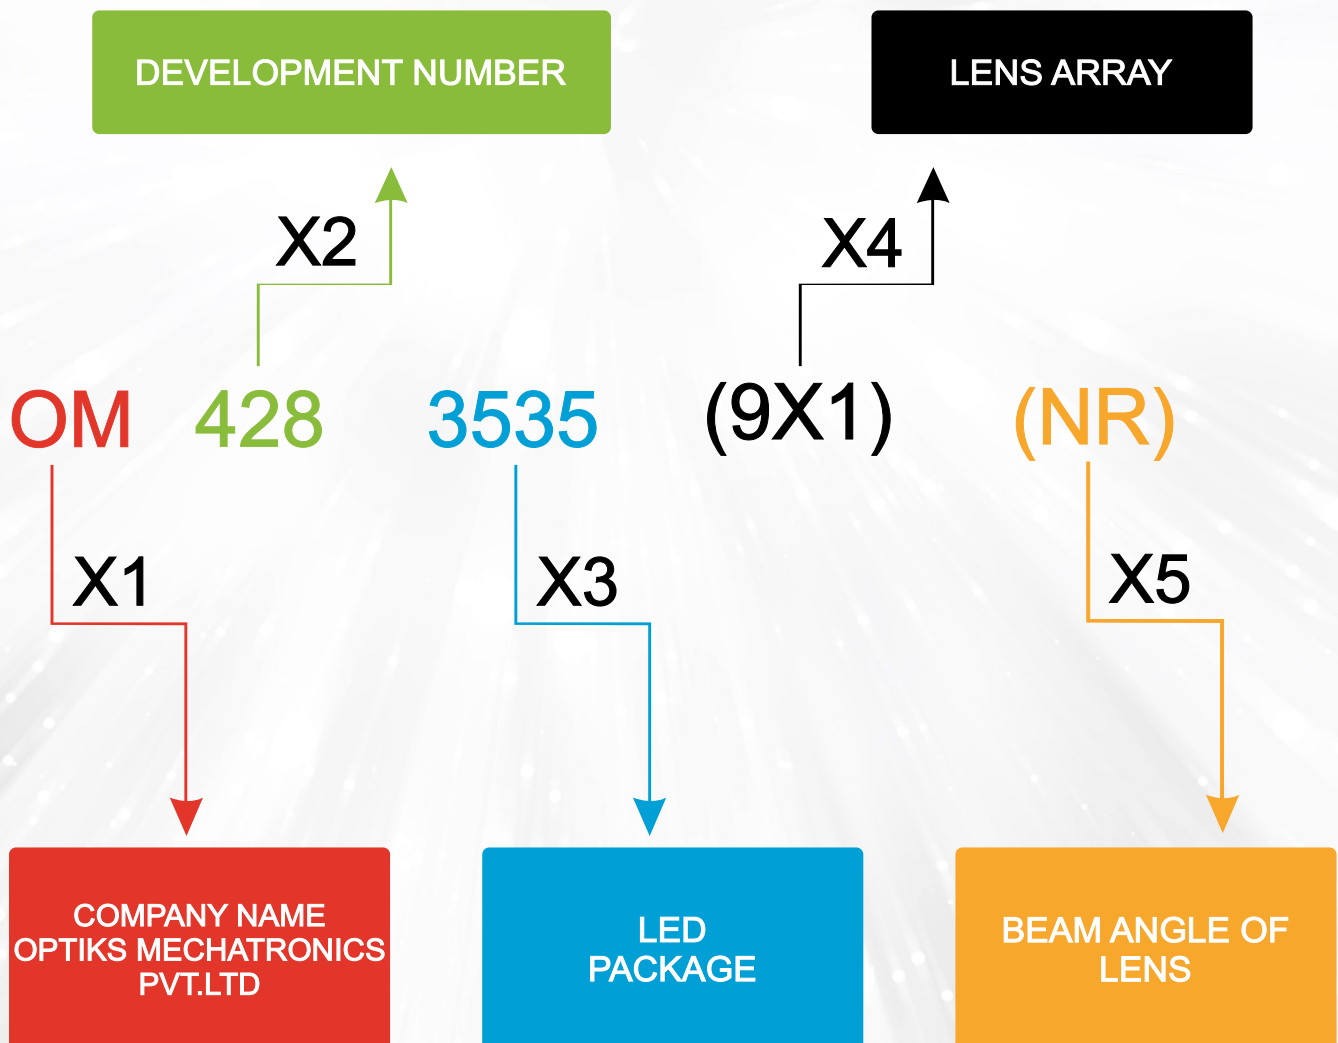 DEVELOPMENT NUMBER
LENS ARRAY
X2
X4
OM 428 3535 (9X1) (NR)
X1
X3
X5
COMPANY NAME
OPTIKS MECHATRONICS
PVT.LTD
LED
PACKAGE
BEAM ANGLE OF
LENS